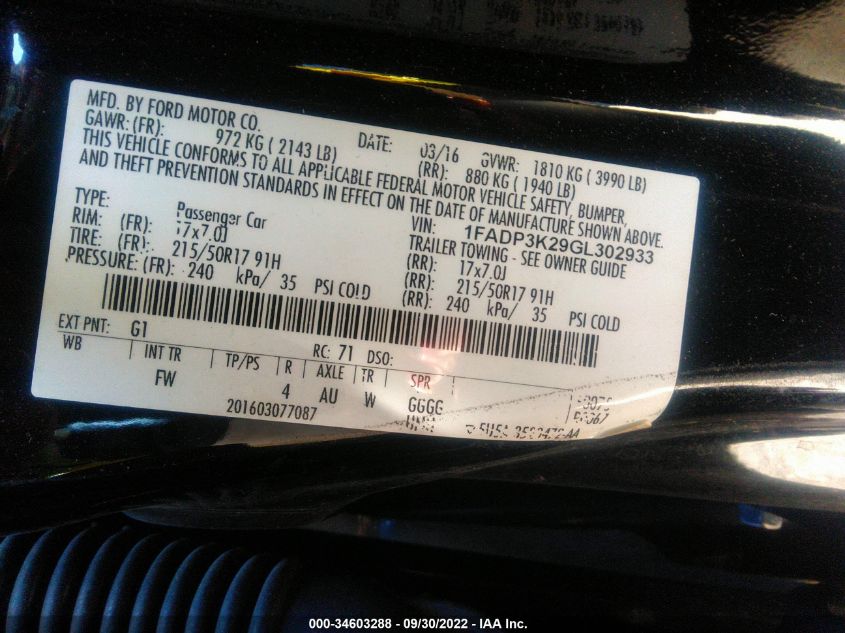 MFD. BY FORD MOTOR CO.
DATE: 03/16 GVWR: 1810 KG ( 3990 LB)
GAWR: (FR): 972 KG ( 2143 LB) (RR): 880 KG ( 1940 LB)
THIS VEHICLE CONFORMS TO ALL APPLICABLE FEDERAL MOTOR VEHICLE SAFETY, BUMPER,
AND THEFT PREVENTION STANDARDS IN EFFECT ON THE DATE OF MANUFACTURE SHOWN ABOVE.
VIN: 1FADP3K29GL302933
TYPE: Passenger Car TRAILER TOWING - SEE OWNER GUIDE
RIM: (FR): 17x7.0J (RR): 17x7.0J
TIRE: (FR): 215/50R17 91H (RR): 215/50R17 91H
PRESSURE: (FR): 240 kPa/ 35 PSI COLD (RR): 240 kPa/ 35 PSI COLD
EXT PNT: G1 RC: 71 DSO:
WB INT TR TP/PS R AXLE TR SPR
FW 4 AU W GGGG
201603077087
000-34603288 - 09/30/2022 - IAA Inc.